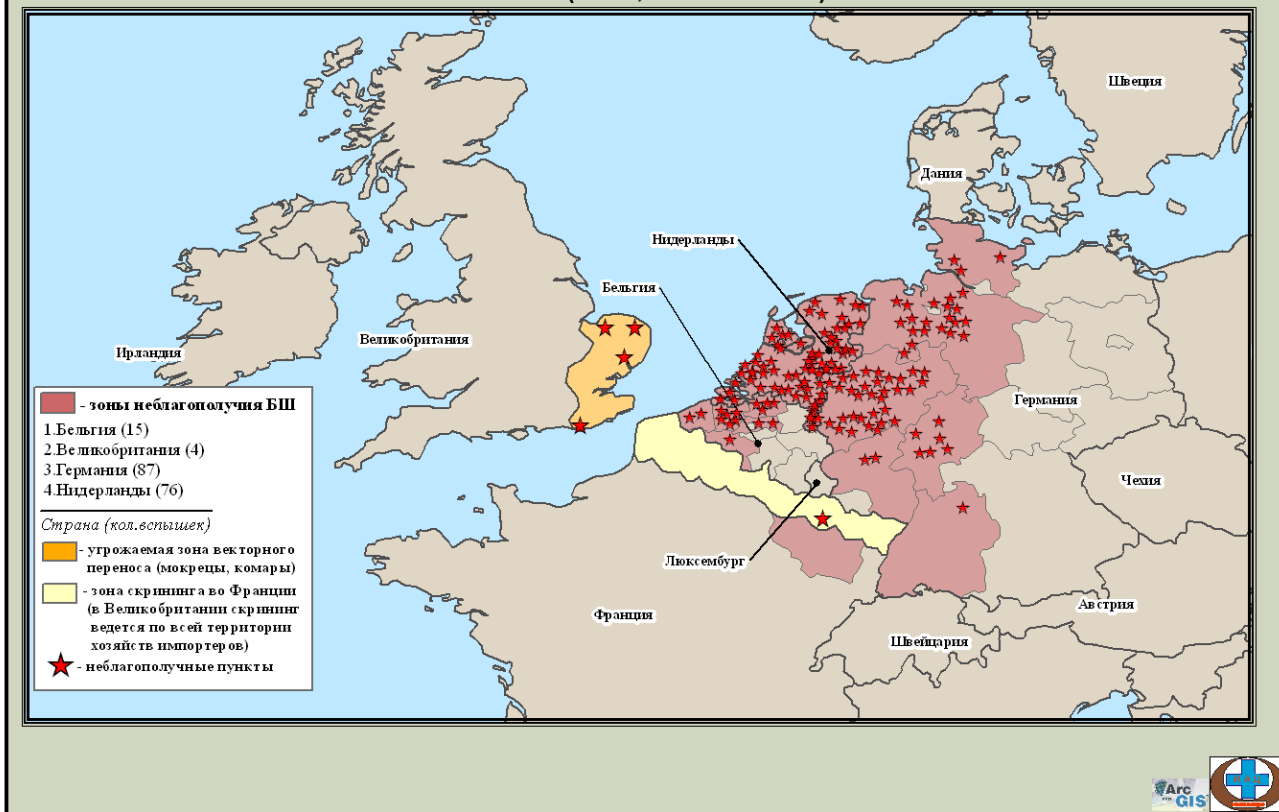 Швеция
Дания
Нидерланды
Бельгия
Великобритания
Ирландия
Германия
Чехия
Люксембург
Австрия
Франция
Швейцария
- зоны неблагополучия БШ
1.Бельгия (15)
2.Великобритания (4)
3.Германия (87)
4.Нидерланды (76)
Страна (кол.вспышек)
- угрожаемая зона векторного
переноса (мокрецы, комары)
- зона скрининга во Франции
(в Великобритании скрининг
ведется по всей территории
хозяйств импортеров)
- неблагополучные пункты
Arc
GIS